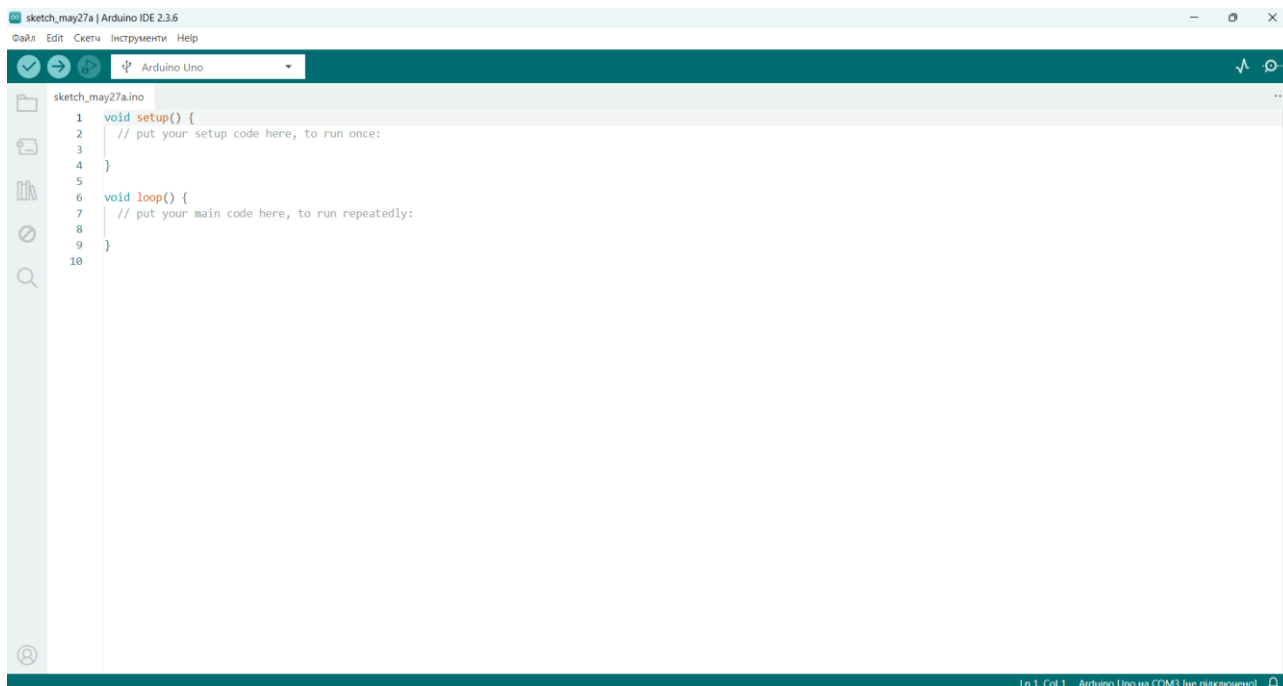 sketch_may27a | Arduino IDE 2.3.6
Файл Edit Скетч Інструменти Help
Arduino Uno
sketch_may27a.ino
1 void setup() {
2 // put your setup code here, to run once:
3
4 }
5
6 void loop() {
7 // put your main code here, to run repeatedly:
8
9 }
10
Ln 1, Col 1 Arduino Uno на COM3 [не підключено]